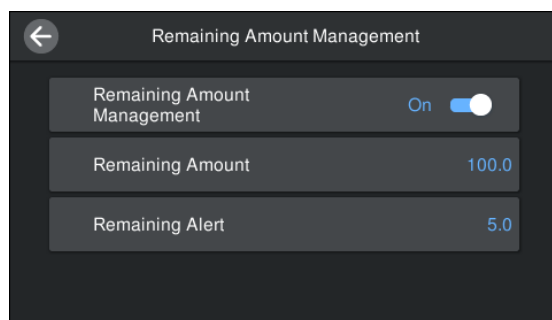 Remaining Amount Management
Remaining Amount
Management
On
Remaining Amount
100.0
Remaining Alert
5.0